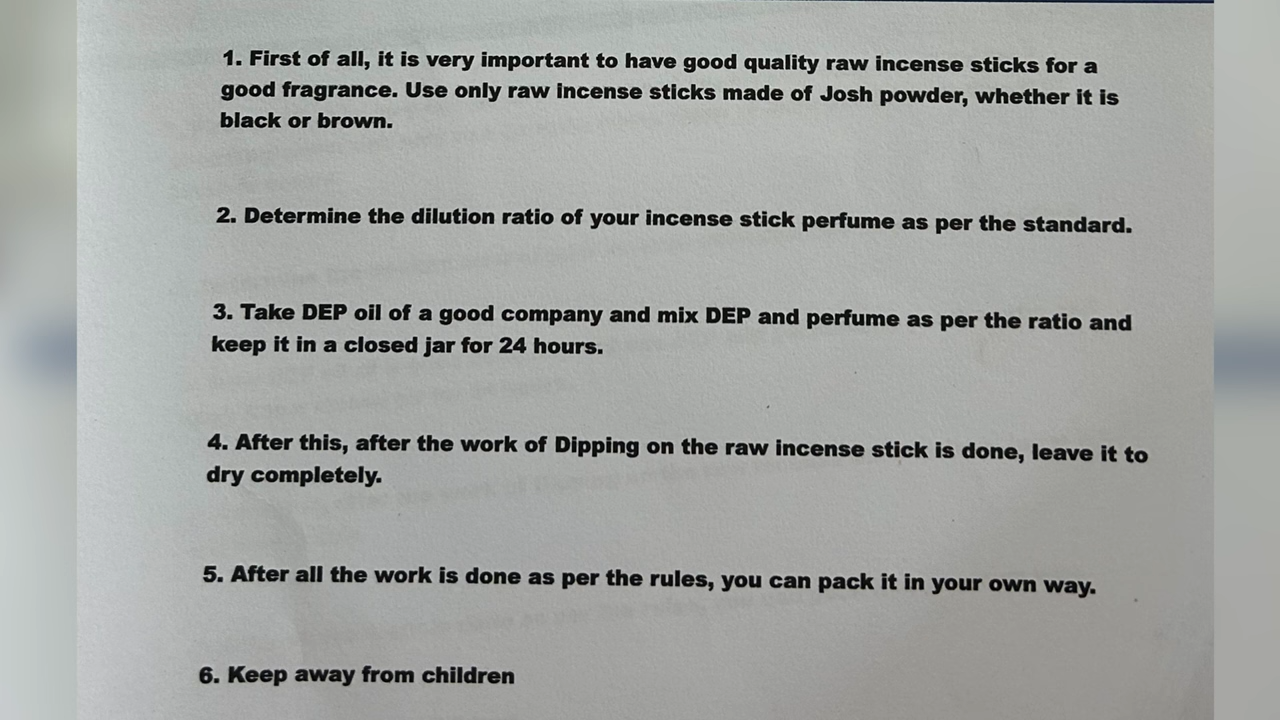 1. First of all, it is very important to have good quality raw incense sticks for a
good fragrance. Use only raw incense sticks made of Josh powder, whether it is
black or brown.
2. Determine the dilution ratio of your incense stick perfume as per the standard.
3. Take DEP oil of a good company and mix DEP and perfume as per the ratio and
keep it in a closed jar for 24 hours.
4. After this, after the work of Dipping on the raw incense stick is done, leave it to
dry completely.
5. After all the work is done as per the rules, you can pack it in your own way.
6. Keep away from children